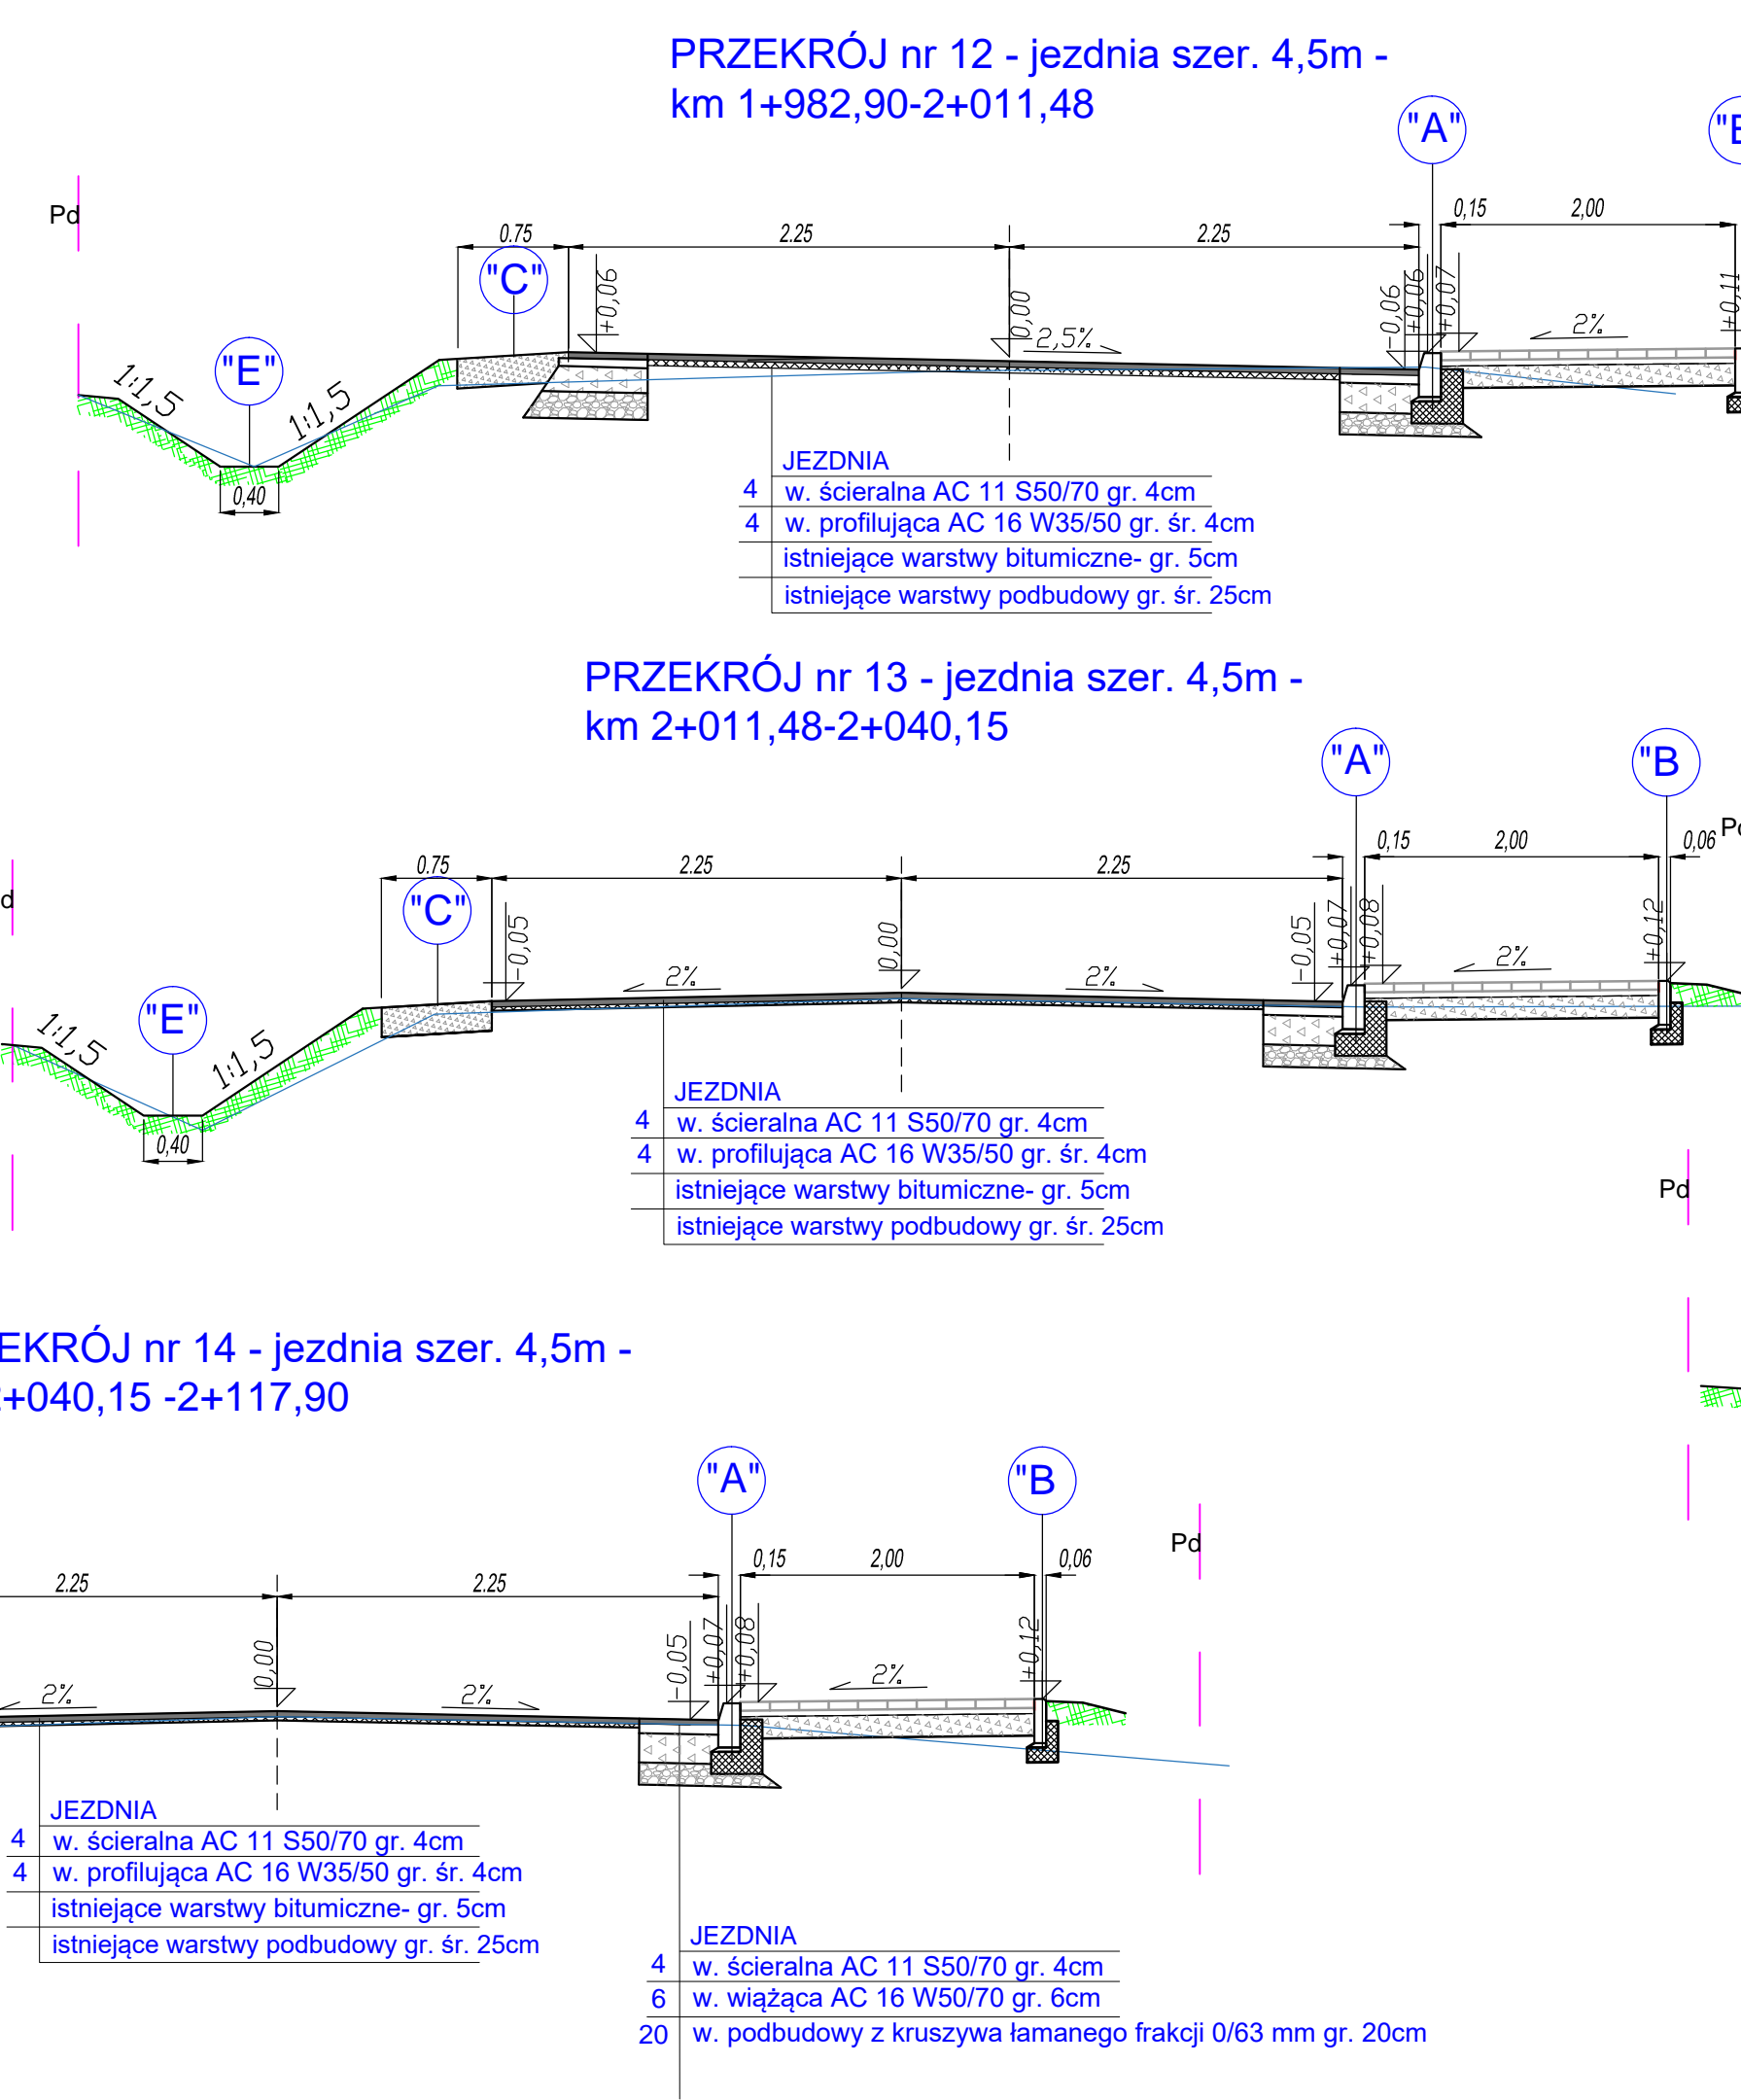 PRZEKRÓJ nr 12 - jezdnia szer. 4,5m -
km 1+982,90-2+011,48
"A"
Pd
0.75
2.25
2.25
0,15
2,00
"C"
+0,06
0,00
2,5%
-0,06
+0,06
+0,07
2%
+0,11
"E"
1:1,5
1:1,5
0,40
JEZDNIA
4 w. ścieralna AC 11 S50/70 gr. 4cm
4 w. profilująca AC 16 W35/50 gr. śr. 4cm
istniejące warstwy bitumiczne- gr. 5cm
istniejące warstwy podbudowy gr. śr. 25cm
PRZEKRÓJ nr 13 - jezdnia szer. 4,5m -
km 2+011,48-2+040,15
"A"
"B
0.75
2.25
2.25
0,15
2,00
0,06
d
"C"
-0,05
2%
0,00
2%
-0,05
+0,07
+0,08
2%
+0,12
"E"
1:1,5
1:1,5
0,40
JEZDNIA
4 w. ścieralna AC 11 S50/70 gr. 4cm
4 w. profilująca AC 16 W35/50 gr. śr. 4cm
istniejące warstwy bitumiczne- gr. 5cm
istniejące warstwy podbudowy gr. śr. 25cm
Pd
EKRÓJ nr 14 - jezdnia szer. 4,5m -
+040,15 -2+117,90
"A"
"B
Pd
2.25
2.25
0,15
2,00
0,06
2%
0,00
2%
-0,05
+0,07
+0,08
2%
+0,12
JEZDNIA
4 w. ścieralna AC 11 S50/70 gr. 4cm
4 w. profilująca AC 16 W35/50 gr. śr. 4cm
istniejące warstwy bitumiczne- gr. 5cm
istniejące warstwy podbudowy gr. śr. 25cm
JEZDNIA
4 w. ścieralna AC 11 S50/70 gr. 4cm
6 w. wiążąca AC 16 W50/70 gr. 6cm
20 w. podbudowy z kruszywa łamanego frakcji 0/63 mm gr. 20cm